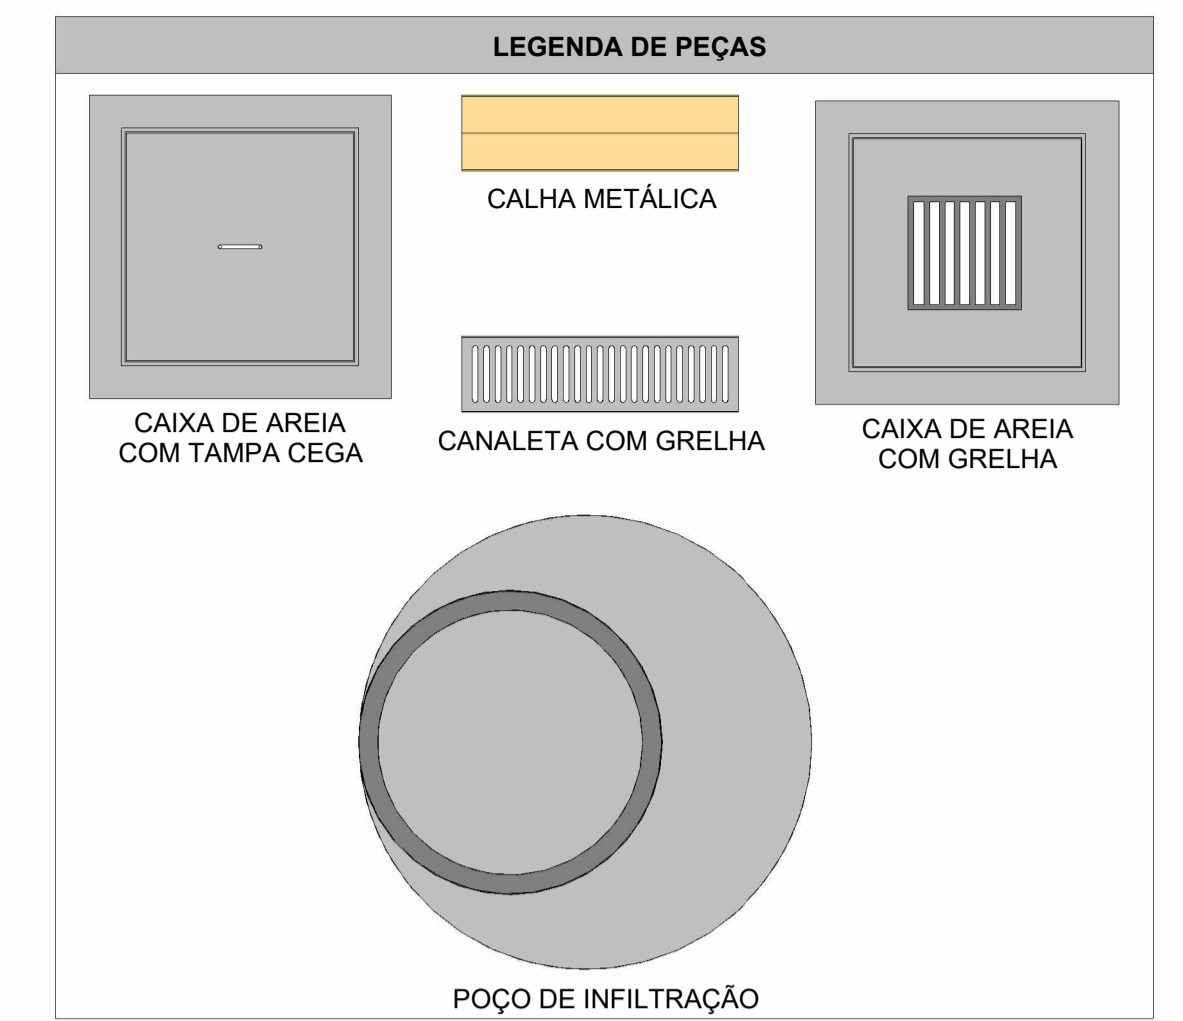 LEGENDA DE PEÇAS
CALHA METÁLICA
CAIXA DE AREIA
COM TAMPA CEGA
CANALETA COM GRELHA
CAIXA DE AREIA
COM GRELHA
POÇO DE INFILTRAÇÃO